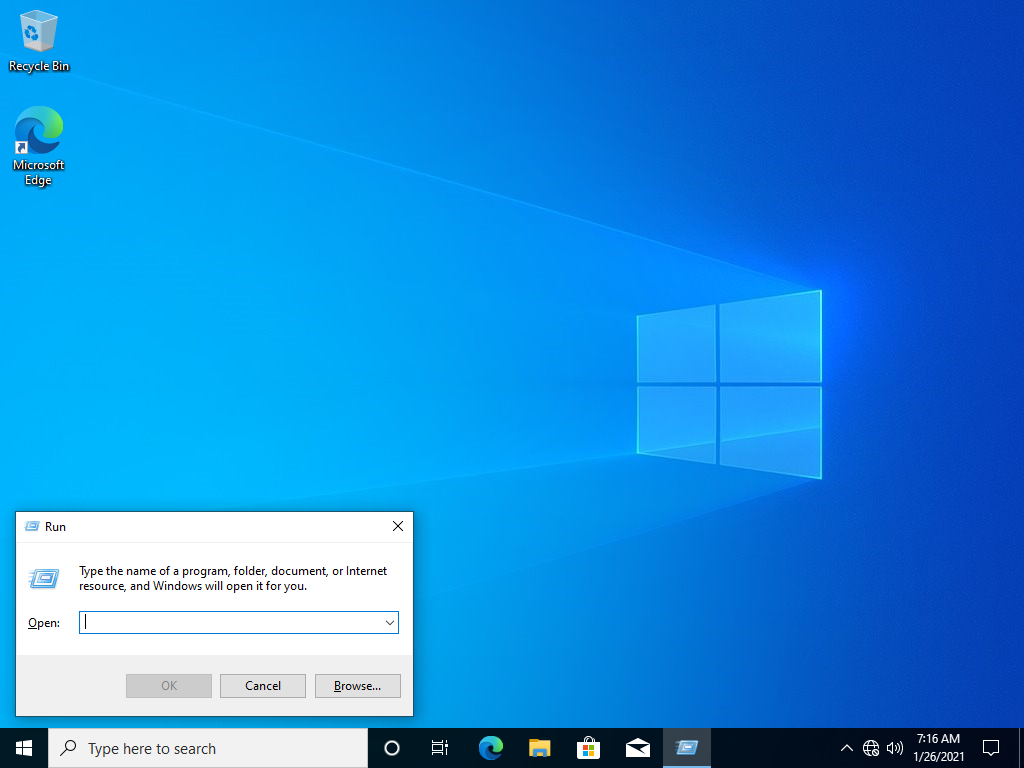 Recycle Bin
Microsoft
Edge
Run
Type the name of a program, folder, document, or Internet
resource, and Windows will open it for you.
Open:
OK
Cancel
Browse...
Type here to search
7:16 AM
1/26/2021